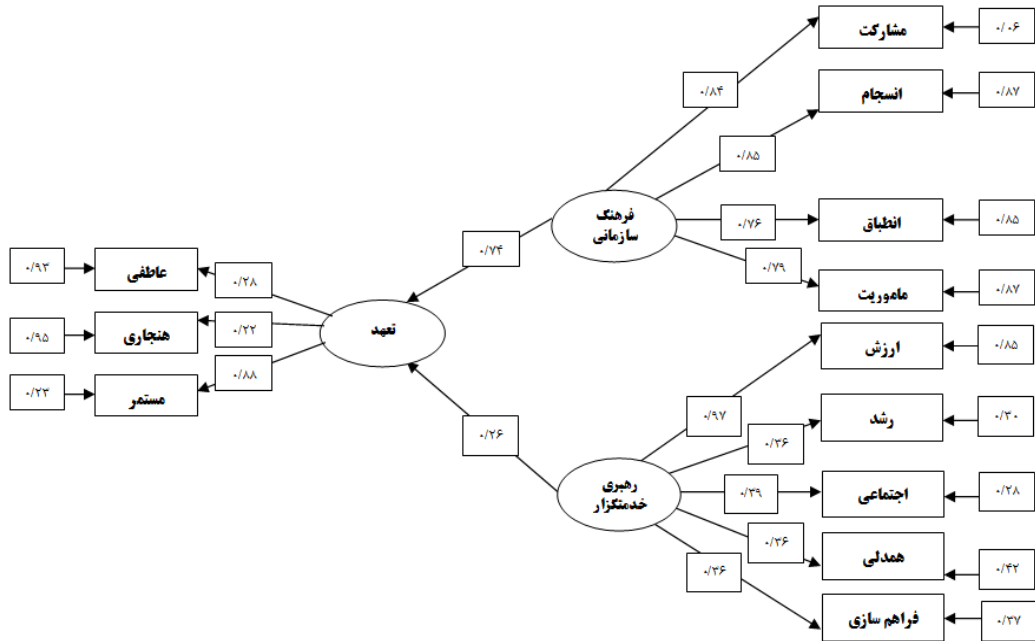 مشارکت
۰/۰۶
۰/۸۴
انسجام
۰/۸۷
۰/۸۵
فرهنگ
سازمانی
۰/۷۶
انطباق
۰/۸۵
۰/۷۹
ماموریت
۰/۸۷
۰/۷۴
عاطفی
۰/۹۳
۰/۲۸
هنجاری
۰/۹۵
۰/۲۲
مستمر
۰/۲۳
۰/۸۸
تعهد
ارزش
۰/۸۵
۰/۹۷
رشد
۰/۳۰
۰/۳۶
۰/۲۶
رهبری
خدمتگزار
۰/۳۹
اجتماعی
۰/۲۸
۰/۳۶
همدلی
۰/۴۲
۰/۳۶
فراهم سازی
۰/۳۷